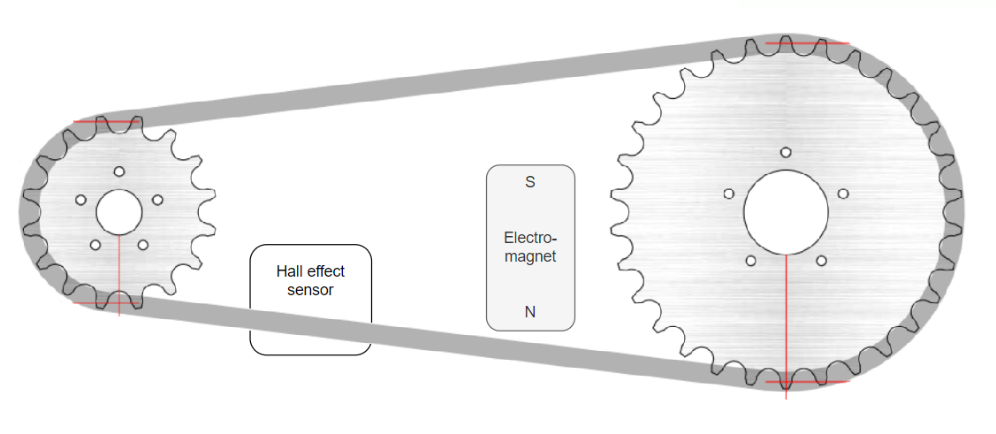 Hall effect
sensor
S
Electro-
magnet
N